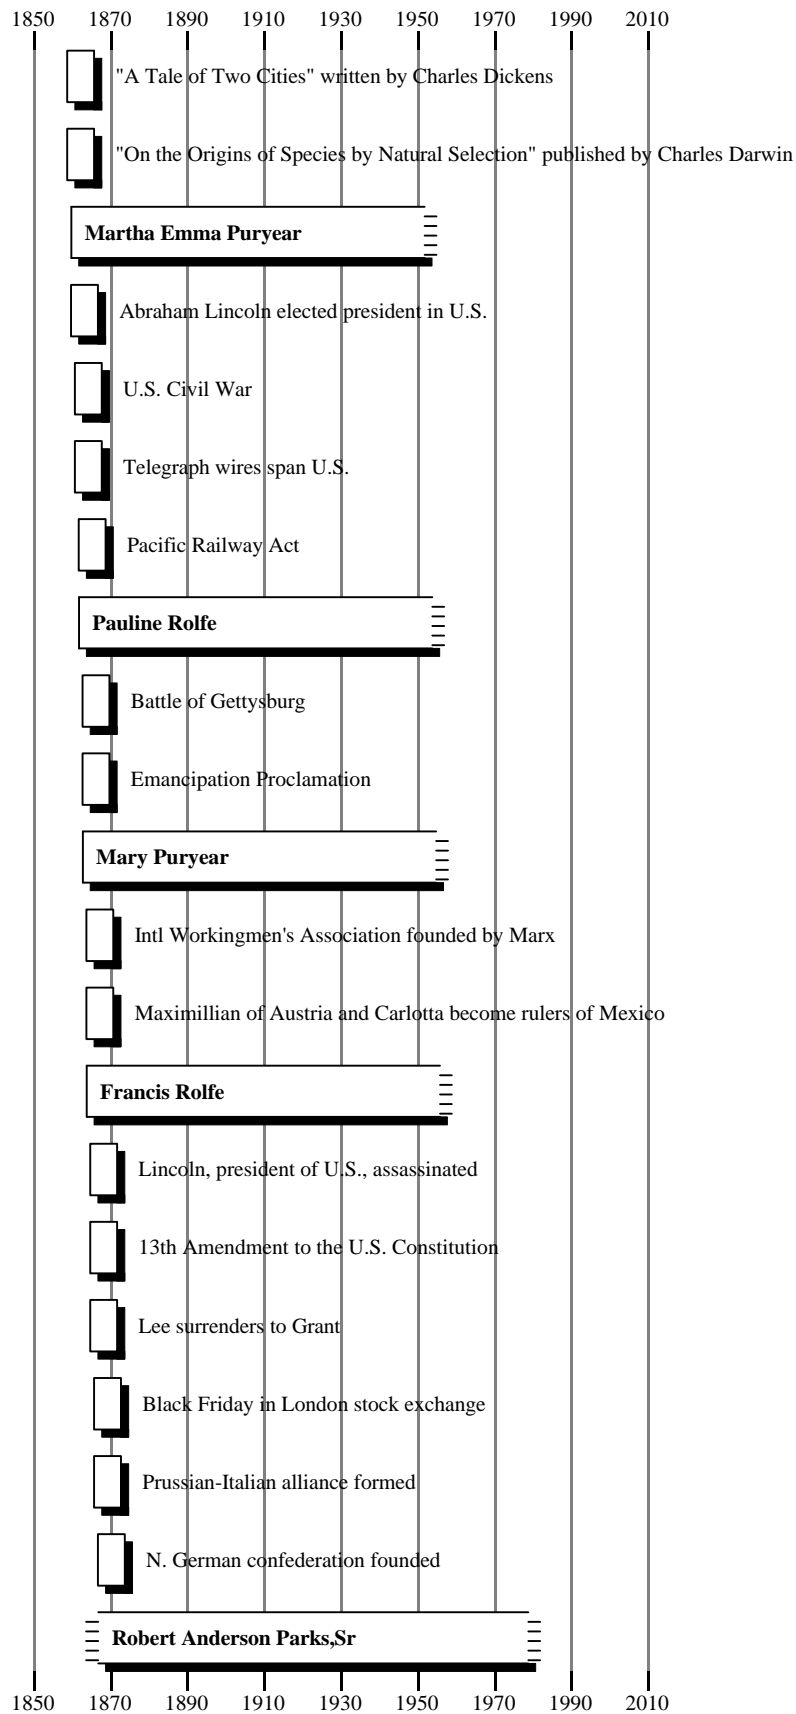 1850 1870 1890 1910 1930 1950 1970 1990 2010
"A Tale of Two Cities" written by Charles Dickens
"On the Origins of Species by Natural Selection" published by Charles Darwin
Martha Emma Puryear
Abraham Lincoln elected president in U.S.
U.S. Civil War
Telegraph wires span U.S.
Pacific Railway Act
Pauline Rolfe
Battle of Gettysburg
Emancipation Proclamation
Mary Puryear
Intl Workingmen's Association founded by Marx
Maximillian of Austria and Carlotta become rulers of Mexico
Francis Rolfe
Lincoln, president of U.S., assassinated
13th Amendment to the U.S. Constitution
Lee surrenders to Grant
Black Friday in London stock exchange
Prussian-Italian alliance formed
N. German confederation founded
Robert Anderson Parks,Sr
1850 1870 1890 1910 1930 1950 1970 1990 2010